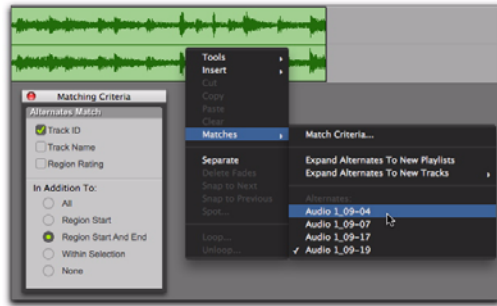 Matching Criteria
Alternates Match
Track ID
Track Name
Region Rating
In Addition To:
All
Region Start
Region Start And End
Within Selection
None
Tools
Insert
Cut
Copy
Paste
Clear
Matches
Separate
Delete Fades
Snap to Next
Snap to Previous
Spot...
Loop...
Unloop...
Match Criteria...
Expand Alternates To New Playlists
Expand Alternates To New Tracks
Alternates:
Audio 1_09-04
Audio 1_09-07
Audio 1_09-17
✓ Audio 1_09-19